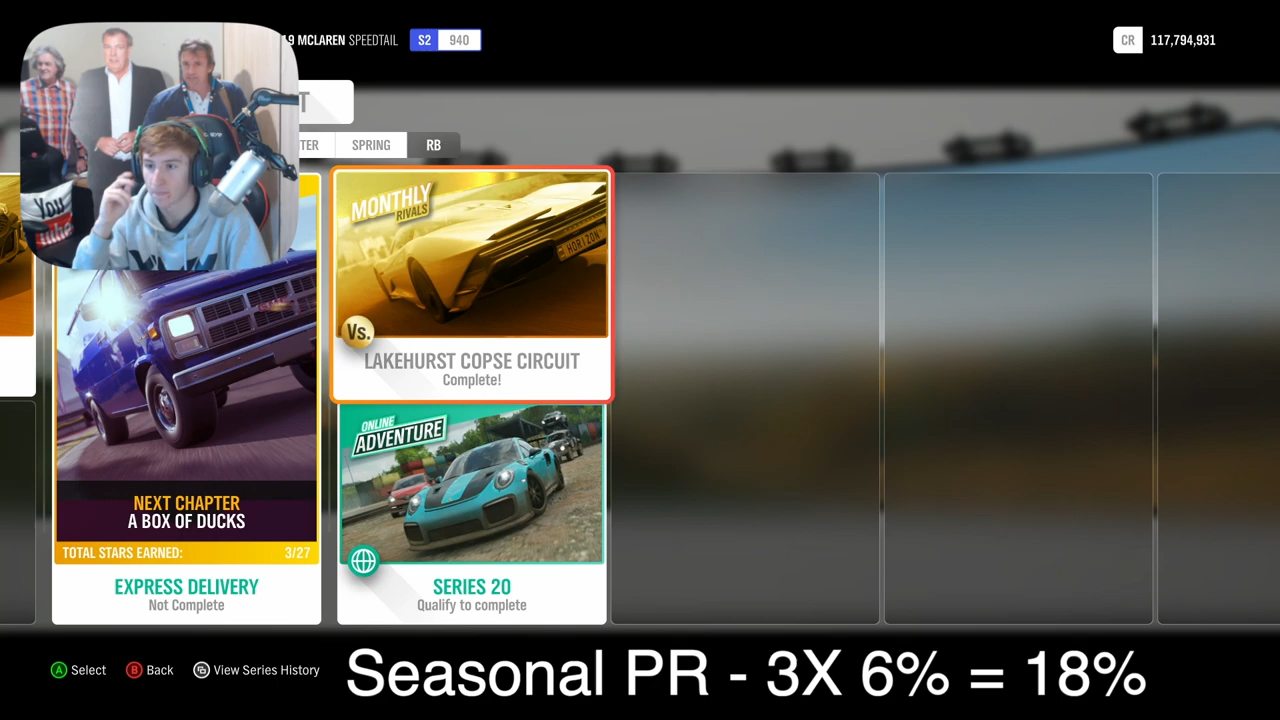 19 MCLAREN SPEEDTAIL S2 940
CR 117,794,931
T
TER SPRING RB
MONTHLY
RIVALS
HORIZON
Vs.
LAKEHURST COPSE CIRCUIT
Complete!
You
ONLINE
ADVENTURE
NEXT CHAPTER
A BOX OF DUCKS
TOTAL STARS EARNED: 3/27
EXPRESS DELIVERY
Not Complete
SERIES 20
Qualify to complete
A Select B Back View Series History
Seasonal PR - 3X 6% = 18%